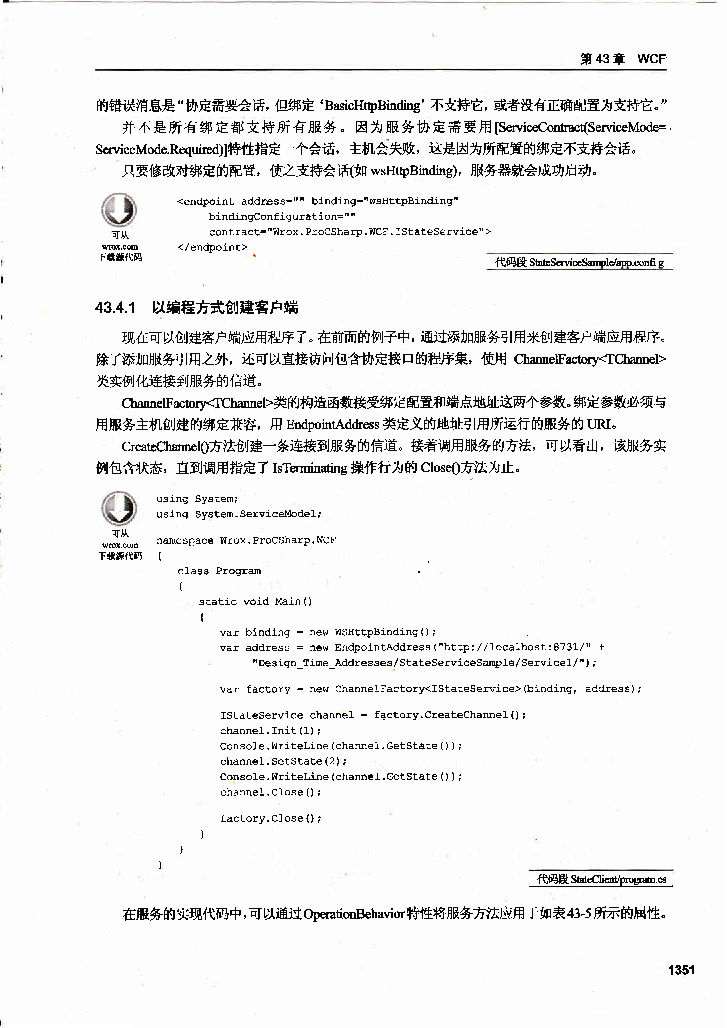 第 43 章 WCF
的错误消息是“协定需要会话，但绑定‘BasicHttpBinding’不支持它，或者没有正确配置为支持它。”
并不是所有绑定都支持所有服务。因为服务协定需要用[ServiceContract(ServiceMode=
ServiceMode.Required)]特性指定一个会话，主机会失败，这是因为所配置的绑定不支持会话。
只要修改对绑定的配置，使之支持会话(如 wsHttpBinding)，服务器就会成功启动。
<endpoint address="" binding="wsHttpBinding"
bindingConfiguration=""
contract="Wrox.ProCSharp.WCF.IStateService">
</endpoint>
可从
wrox.com
下载源代码
代码段 StateServiceSample/app.config
43.4.1 以编程方式创建客户端
现在可以创建客户端应用程序了。在前面的例子中，通过添加服务引用来创建客户端应用程序。
除了添加服务引用之外，还可以直接访问包含协定接口的程序集，使用 ChannelFactory<TChannel>
类实例化连接到服务的信道。
ChannelFactory<TChannel>类的构造函数接受绑定配置和端点地址这两个参数。绑定参数必须与
用服务主机创建的绑定兼容，用 EndpointAddress 类定义的地址引用所运行的服务的 URI。
CreateChannel()方法创建一条连接到服务的信道。接着调用服务的方法，可以看出，该服务实
例包含状态，直到调用指定了 IsTerminating 操作行为的 Close()方法为止。
可从
wrox.com
下载源代码
using System;
using System.ServiceModel;
namespace Wrox.ProCSharp.WCF
{
class Program
{
static void Main()
{
var binding = new WSHttpBinding();
var address = new EndpointAddress("http://localhost:8731/" +
"Design_Time_Addresses/StateServiceSample/Service1/");
var factory = new ChannelFactory<IStateService>(binding, address);
IStateService channel = factory.CreateChannel();
channel.Init(1);
Console.WriteLine(channel.GetState());
channel.SetState(2);
Console.WriteLine(channel.GetState());
channel.Close();
factory.Close();
}
}
}
代码段 StateClient/program.cs
在服务的实现代码中，可以通过OperationBehavior特性将服务方法应用于如表43-5所示的属性。
1351